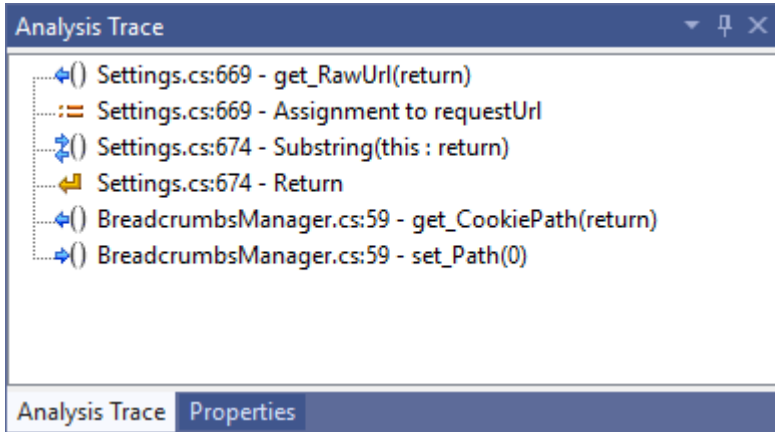 Analysis Trace
() Settings.cs:669 - get_RawUrl(return)
:= Settings.cs:669 - Assignment to requestUrl
() Settings.cs:674 - Substring(this : return)
Settings.cs:674 - Return
() BreadcrumbsManager.cs:59 - get_CookiePath(return)
() BreadcrumbsManager.cs:59 - set_Path(0)
Analysis Trace Properties